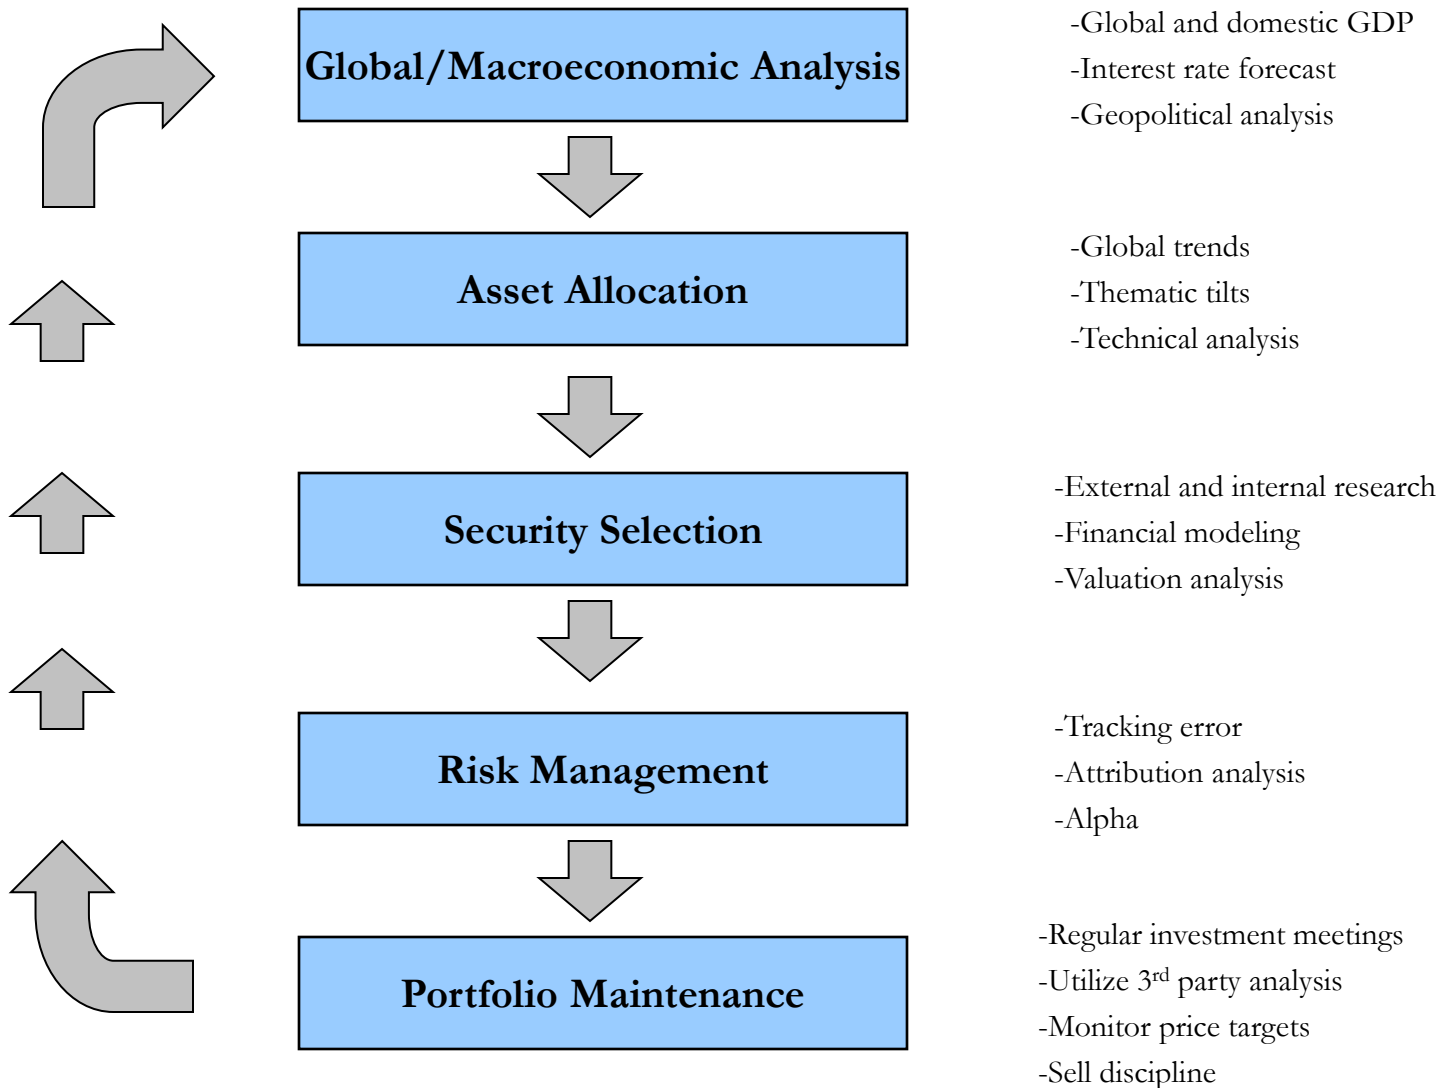 Global/Macroeconomic Analysis
-Global and domestic GDP
-Interest rate forecast
-Geopolitical analysis
Asset Allocation
-Global trends
-Thematic tilts
-Technical analysis
Security Selection
-External and internal research
-Financial modeling
-Valuation analysis
Risk Management
-Tracking error
-Attribution analysis
-Alpha
Portfolio Maintenance
-Regular investment meetings
-Utilize 3rd party analysis
-Monitor price targets
-Sell discipline